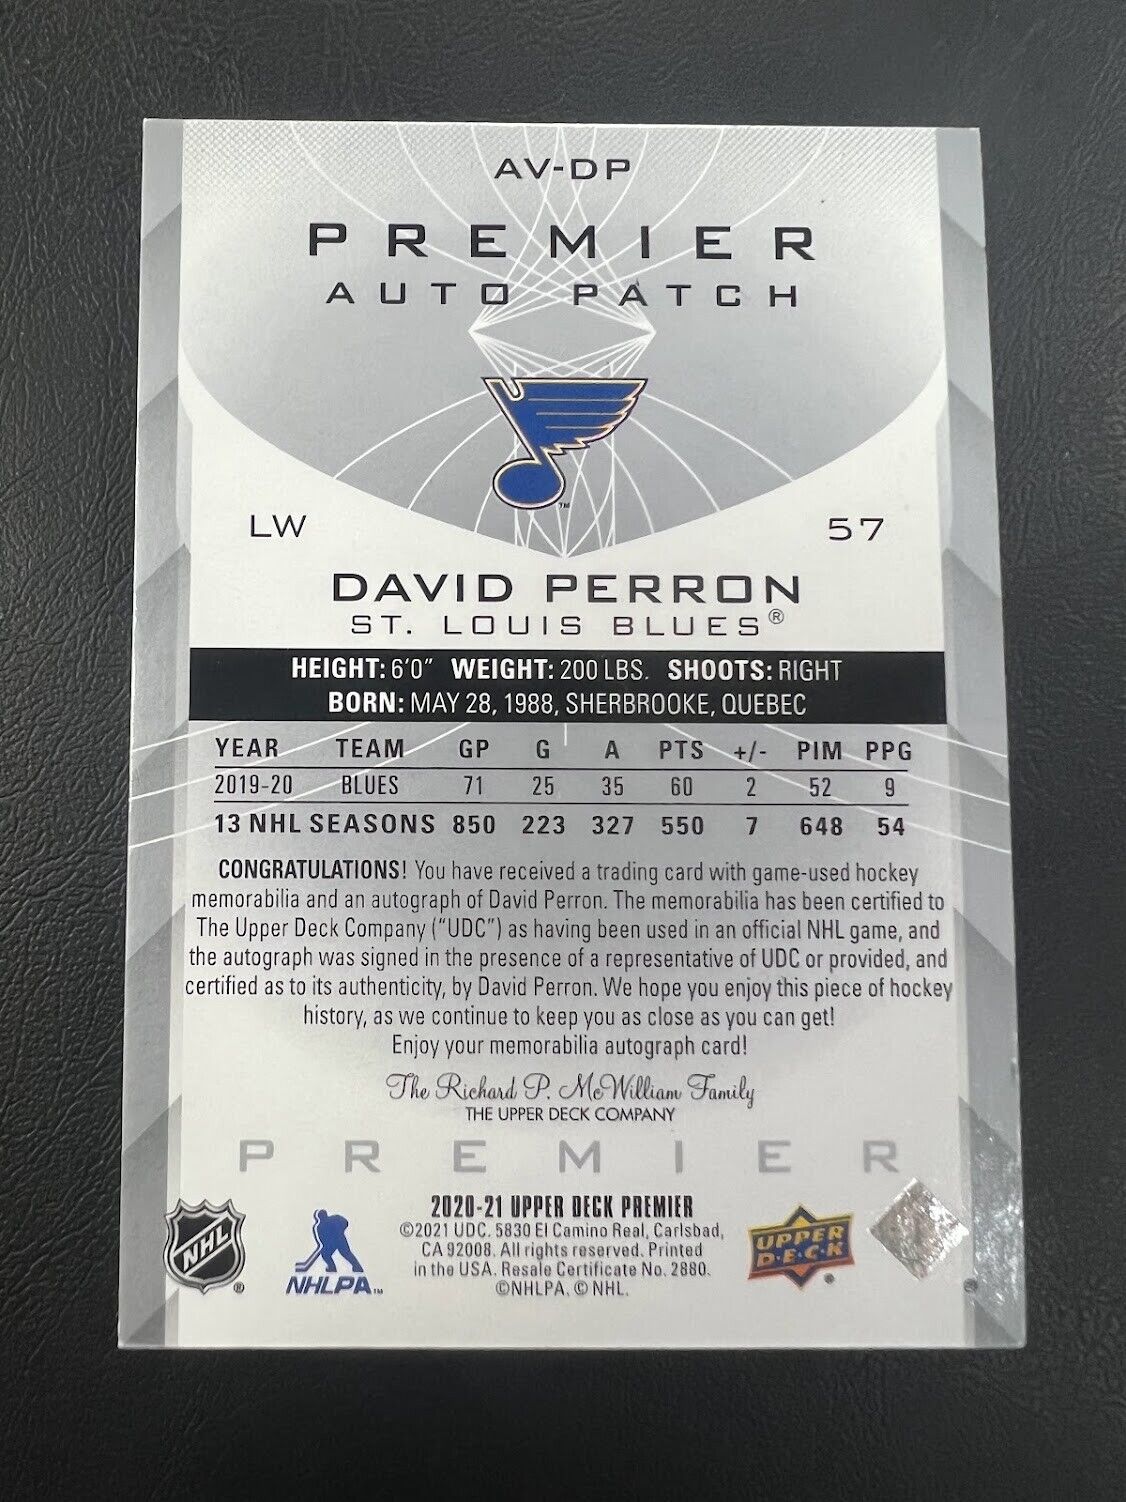 AV-DP
PREMIER
AUTO PATCH
TM
LW 57
DAVID PERRON
ST. LOUIS BLUES®
HEIGHT: 6'0" WEIGHT: 200 LBS. SHOOTS: RIGHT
BORN: MAY 28, 1988, SHERBROOKE, QUEBEC
YEAR TEAM GP G A PTS +/- PIM PPG
2019-20 BLUES 71 25 35 60 2 52 9
13 NHL SEASONS 850 223 327 550 7 648 54
CONGRATULATIONS! You have received a trading card with game-used hockey
memorabilia and an autograph of David Perron. The memorabilia has been certified to
The Upper Deck Company ("UDC") as having been used in an official NHL game, and
the autograph was signed in the presence of a representative of UDC or provided, and
certified as to its authenticity, by David Perron. We hope you enjoy this piece of hockey
history, as we continue to keep you as close as you can get!
Enjoy your memorabilia autograph card!
The Richard P. McWilliam Family
THE UPPER DECK COMPANY
PREMIER
2020-21 UPPER DECK PREMIER
©2021 UDC. 5830 El Camino Real, Carlsbad,
CA 92008. All rights reserved. Printed
in the USA. Resale Certificate No. 2880.
©NHLPA. © NHL.
NHL®
NHLPA™
UPPER
D·E·C·K®